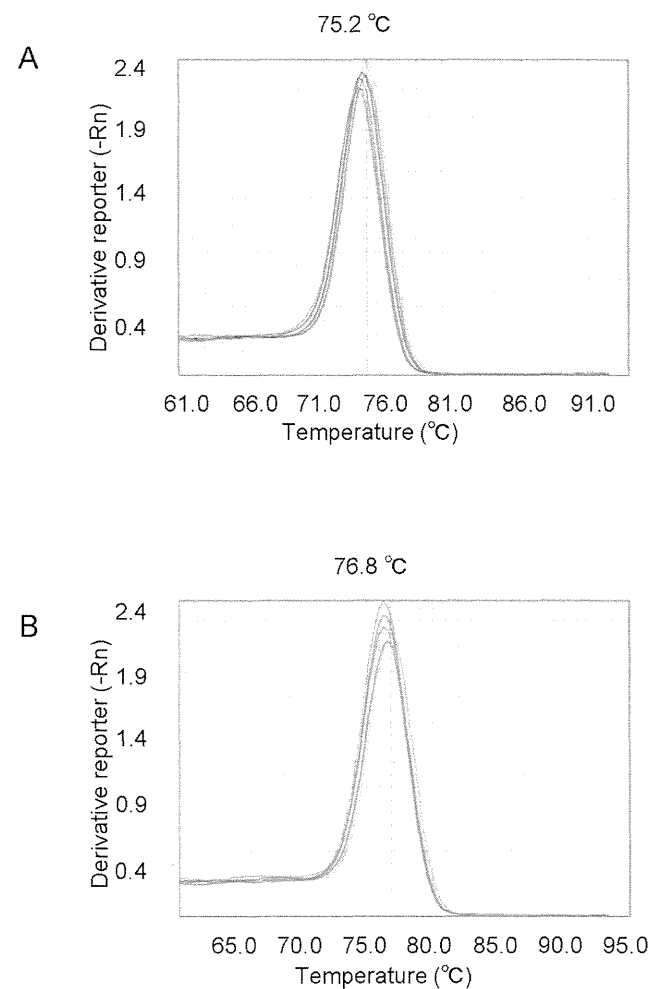 75.2 °C
A
Derivative reporter (-Rn)
2.4
1.9
1.4
0.9
0.4
61.0 66.0 71.0 76.0 81.0 86.0 91.0
Temperature (°C)
76.8 °C
B
Derivative reporter (-Rn)
2.4
1.9
1.4
0.9
0.4
65.0 70.0 75.0 80.0 85.0 90.0 95.0
Temperature (°C)